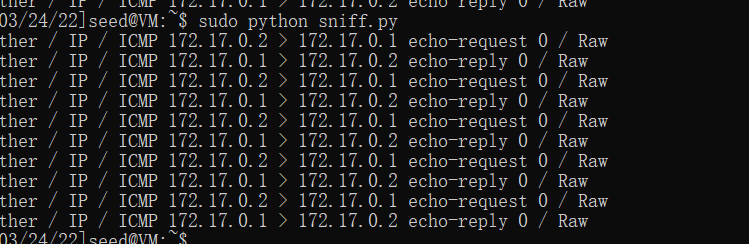 ther / IP / ICMP 172.17.0.1 > 172.17.0.2 echo-reply 0 / Raw
03/24/22]seed@VM:~$ sudo python sniff.py
ther / IP / ICMP 172.17.0.2 > 172.17.0.1 echo-request 0 / Raw
ther / IP / ICMP 172.17.0.1 > 172.17.0.2 echo-reply 0 / Raw
ther / IP / ICMP 172.17.0.2 > 172.17.0.1 echo-request 0 / Raw
ther / IP / ICMP 172.17.0.1 > 172.17.0.2 echo-reply 0 / Raw
ther / IP / ICMP 172.17.0.2 > 172.17.0.1 echo-request 0 / Raw
ther / IP / ICMP 172.17.0.1 > 172.17.0.2 echo-reply 0 / Raw
ther / IP / ICMP 172.17.0.2 > 172.17.0.1 echo-request 0 / Raw
ther / IP / ICMP 172.17.0.1 > 172.17.0.2 echo-reply 0 / Raw
ther / IP / ICMP 172.17.0.2 > 172.17.0.1 echo-request 0 / Raw
ther / IP / ICMP 172.17.0.1 > 172.17.0.2 echo-reply 0 / Raw
03/24/22]seed@VM:~$